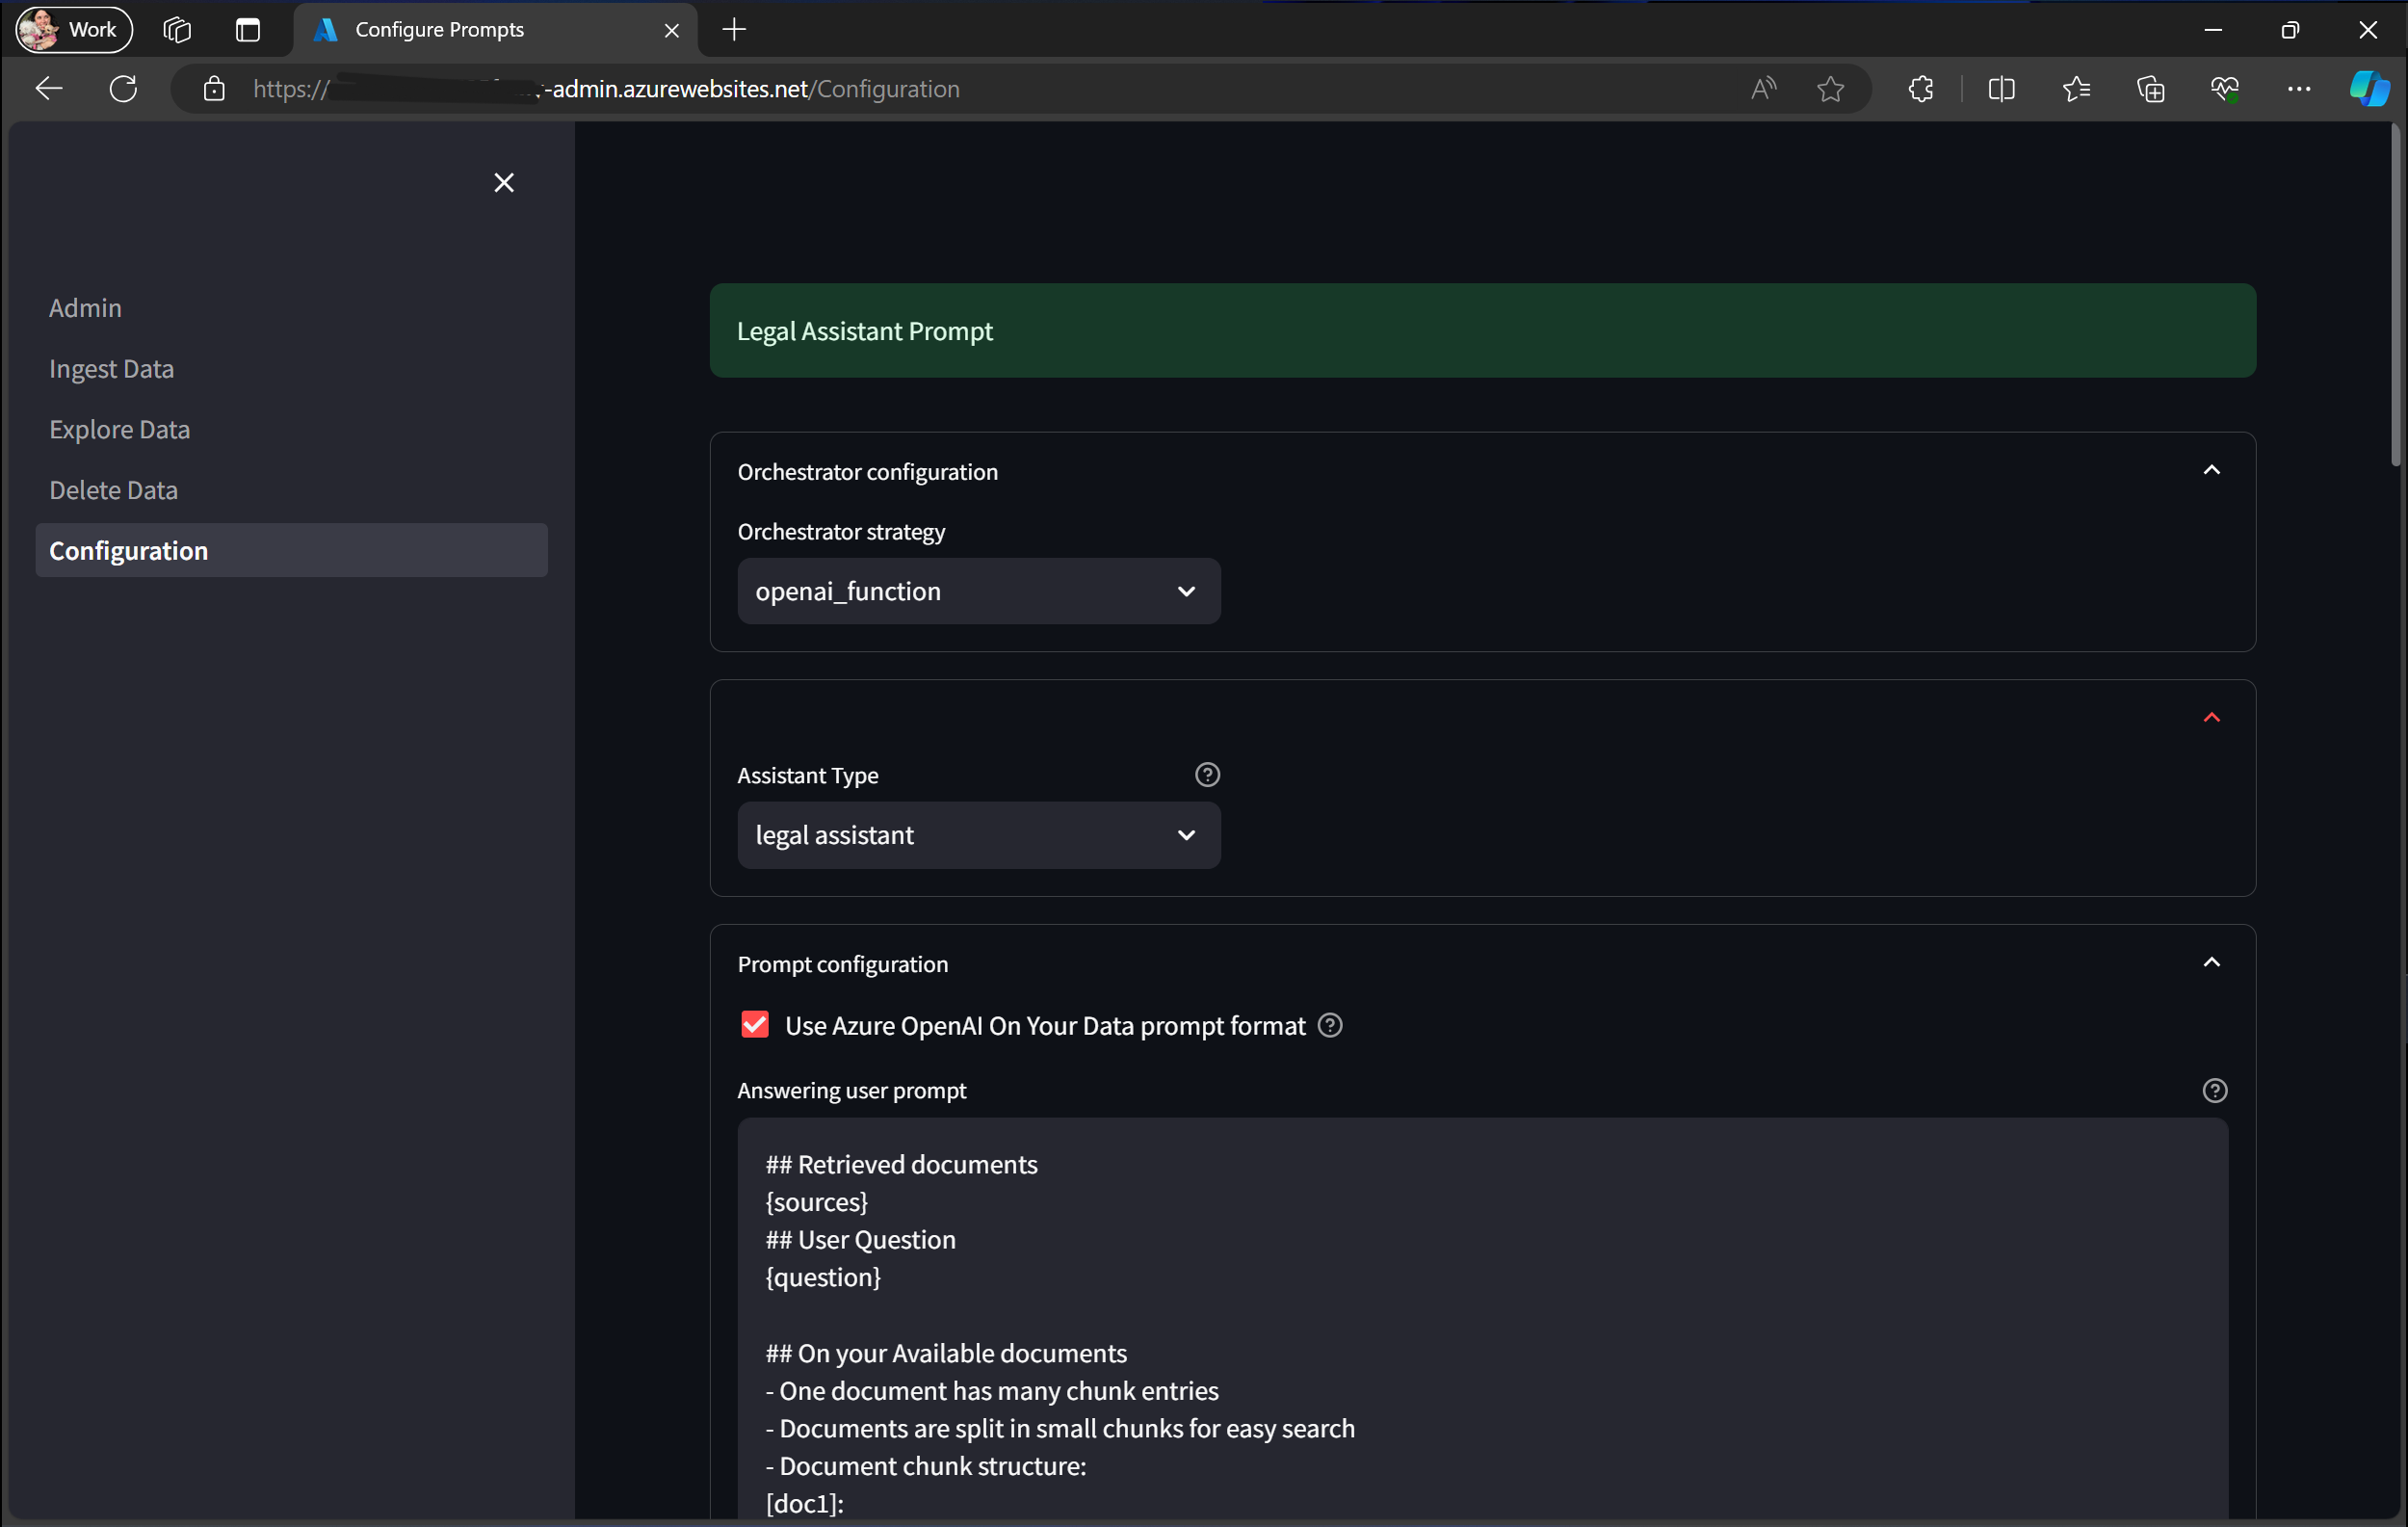 Work
Configure Prompts
https:// -admin.azurewebsites.net/Configuration
Admin
Ingest Data
Explore Data
Delete Data
Configuration
Legal Assistant Prompt
Orchestrator configuration
Orchestrator strategy
openai_function
Assistant Type
legal assistant
Prompt configuration
Use Azure OpenAI On Your Data prompt format
Answering user prompt
## Retrieved documents
{sources}
## User Question
{question}
## On your Available documents
- One document has many chunk entries
- Documents are split in small chunks for easy search
- Document chunk structure:
[doc1]: